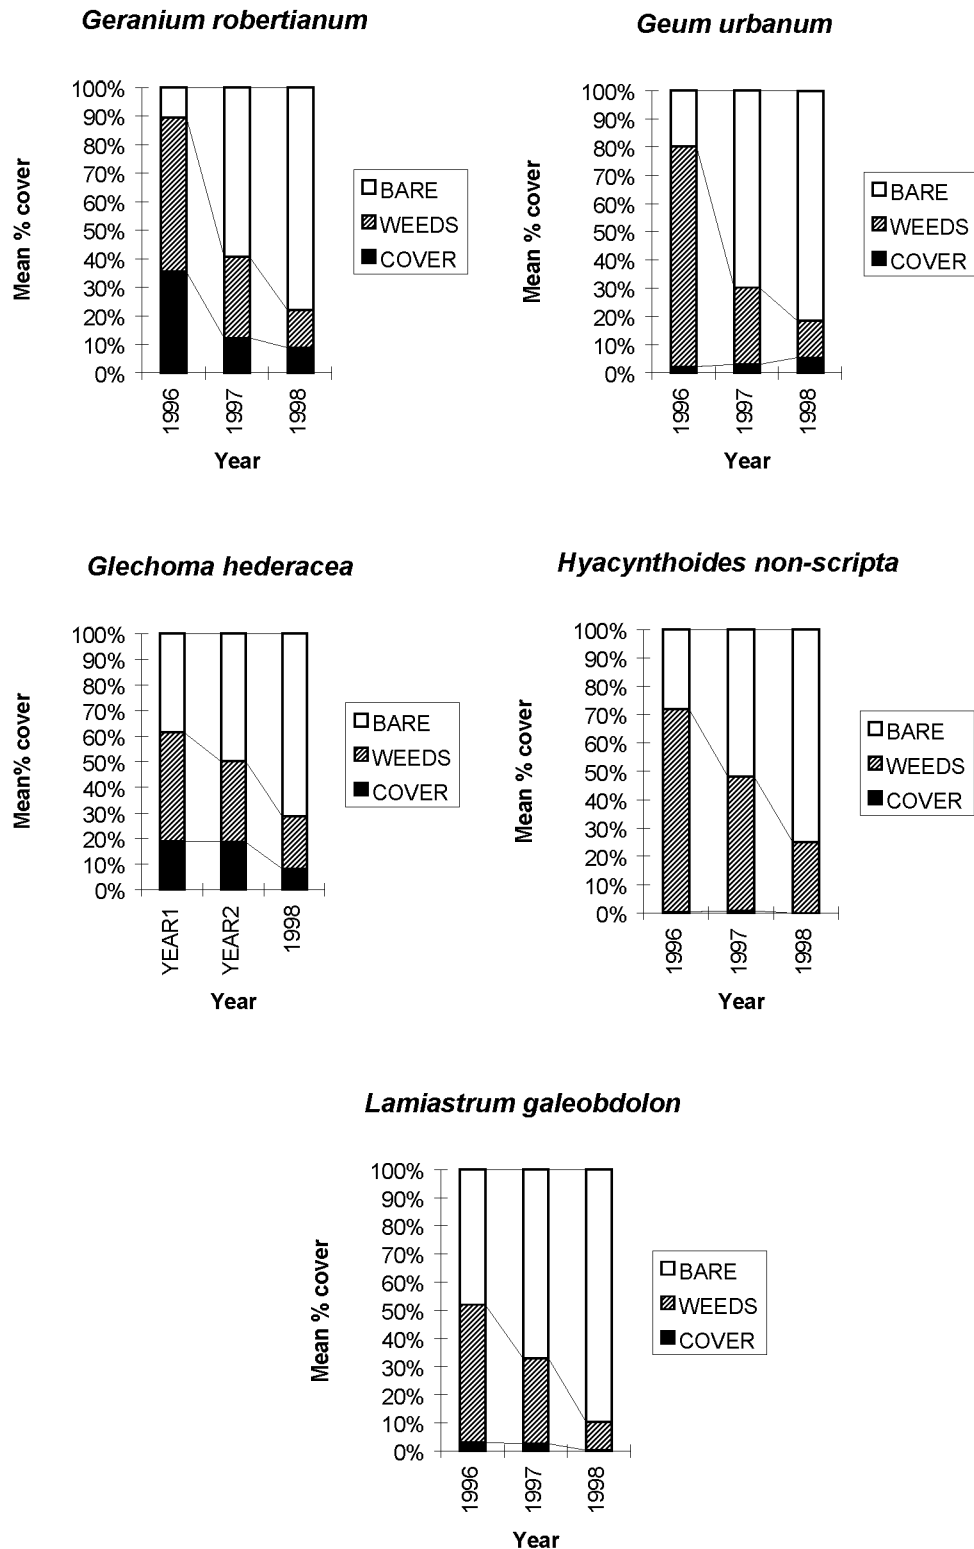 Geranium robertianum
Mean % cover
100%
90%
80%
70%
60%
50%
40%
30%
20%
10%
0%
1996
1997
1998
Year
BARE
WEEDS
COVER
Geum urbanum
Mean % cover
100%
90%
80%
70%
60%
50%
40%
30%
20%
10%
0%
1996
1997
1998
Year
BARE
WEEDS
COVER
Glechoma hederacea
Mean% cover
100%
90%
80%
70%
60%
50%
40%
30%
20%
10%
0%
YEAR1
YEAR2
1998
Year
BARE
WEEDS
COVER
Hyacynthoides non-scripta
Mean % cover
100%
90%
80%
70%
60%
50%
40%
30%
20%
10%
0%
1996
1997
1998
Year
BARE
WEEDS
COVER
Lamiastrum galeobdolon
Mean % cover
100%
90%
80%
70%
60%
50%
40%
30%
20%
10%
0%
1996
1997
1998
Year
BARE
WEEDS
COVER